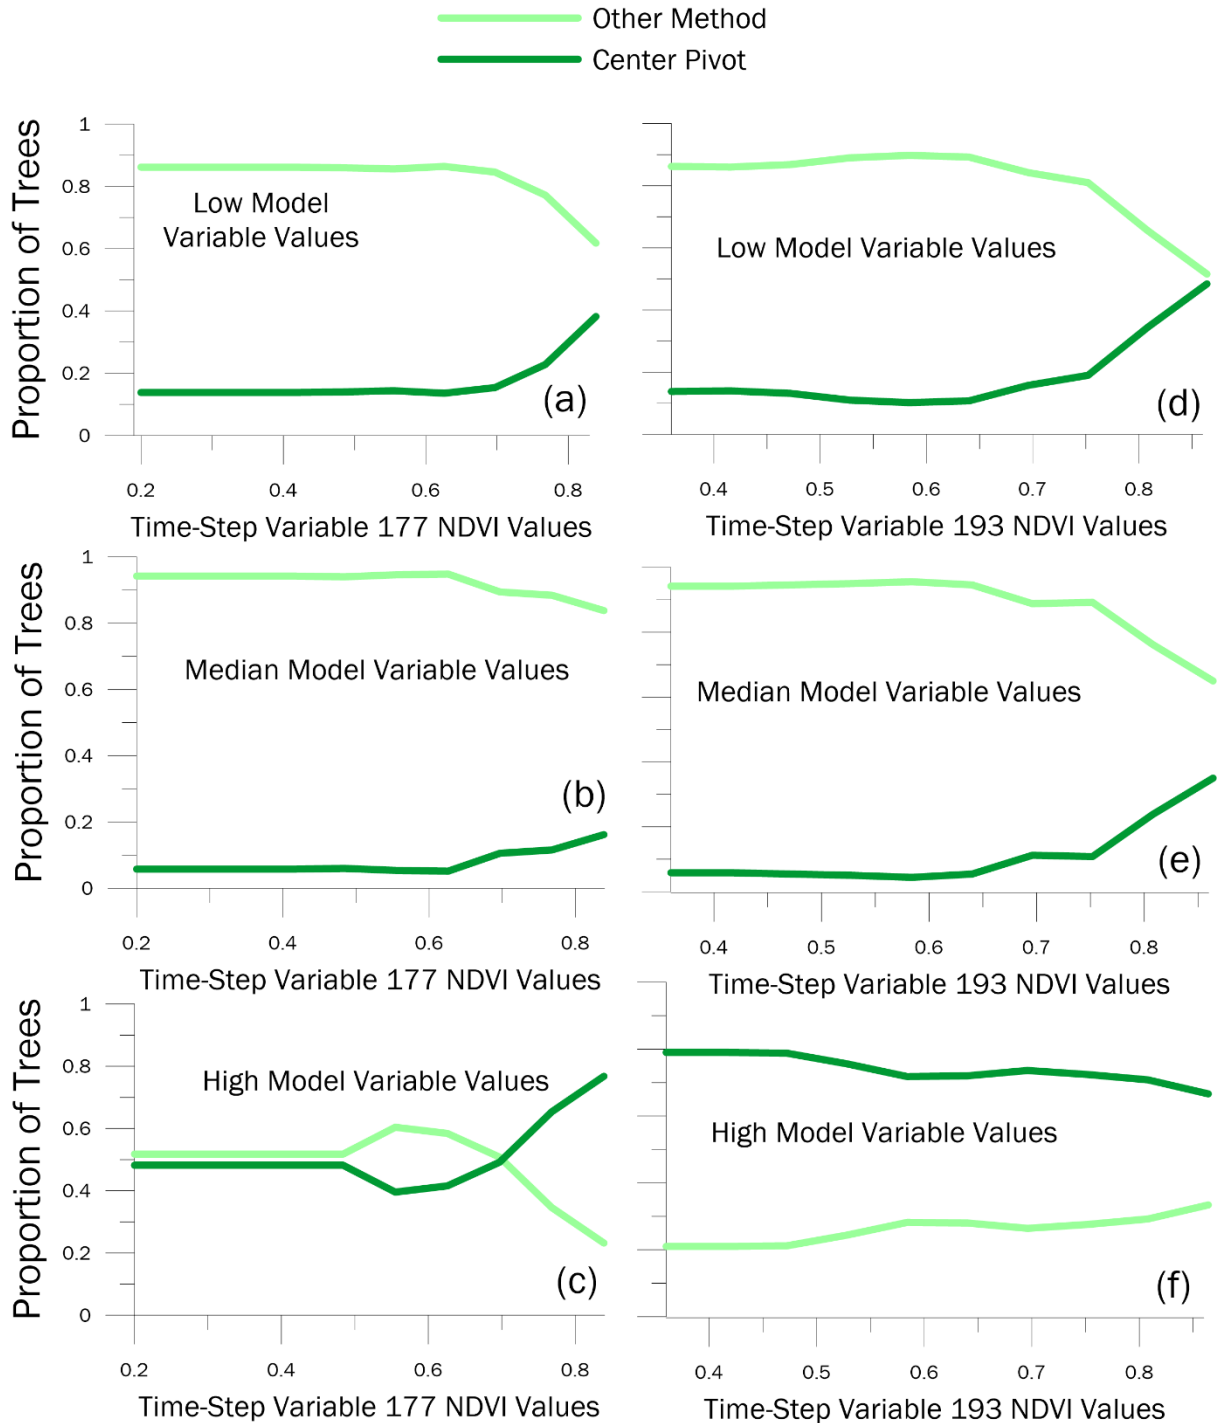 Other Method
Center Pivot
Proportion of Trees
1
0.8
0.6
0.4
0.2
0
Low Model
Variable Values
(a)
0.2 0.4 0.6 0.8
Time-Step Variable 177 NDVI Values
Low Model Variable Values
(d)
0.4 0.5 0.6 0.7 0.8
Time-Step Variable 193 NDVI Values
Proportion of Trees
1
0.8
0.6
0.4
0.2
0
Median Model Variable Values
(b)
0.2 0.4 0.6 0.8
Time-Step Variable 177 NDVI Values
Median Model Variable Values
(e)
0.4 0.5 0.6 0.7 0.8
Time-Step Variable 193 NDVI Values
Proportion of Trees
1
0.8
0.6
0.4
0.2
0
High Model Variable Values
(c)
0.2 0.4 0.6 0.8
Time-Step Variable 177 NDVI Values
High Model Variable Values
(f)
0.4 0.5 0.6 0.7 0.8
Time-Step Variable 193 NDVI Values